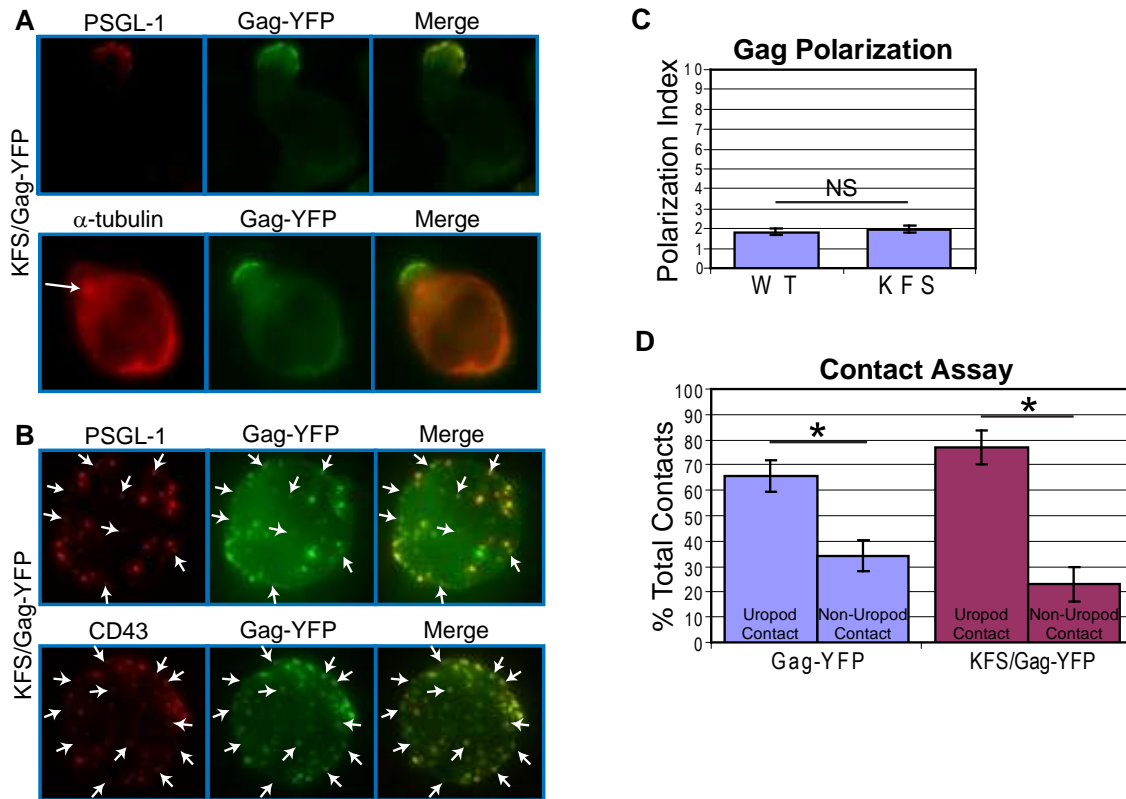 A
PSGL-1 Gag-YFP Merge
KFS/Gag-YFP
α-tubulin Gag-YFP Merge
B
PSGL-1 Gag-YFP Merge
KFS/Gag-YFP
CD43 Gag-YFP Merge
C
Gag Polarization
Polarization Index
10
9
8
7
6
5
4
3
2
1
0
NS
WT KFS
D
Contact Assay
% Total Contacts
100
90
80
70
60
50
40
30
20
10
0
* *
Uropod Non-Uropod Uropod Non-Uropod
Contact Contact Contact Contact
Gag-YFP KFS/Gag-YFP